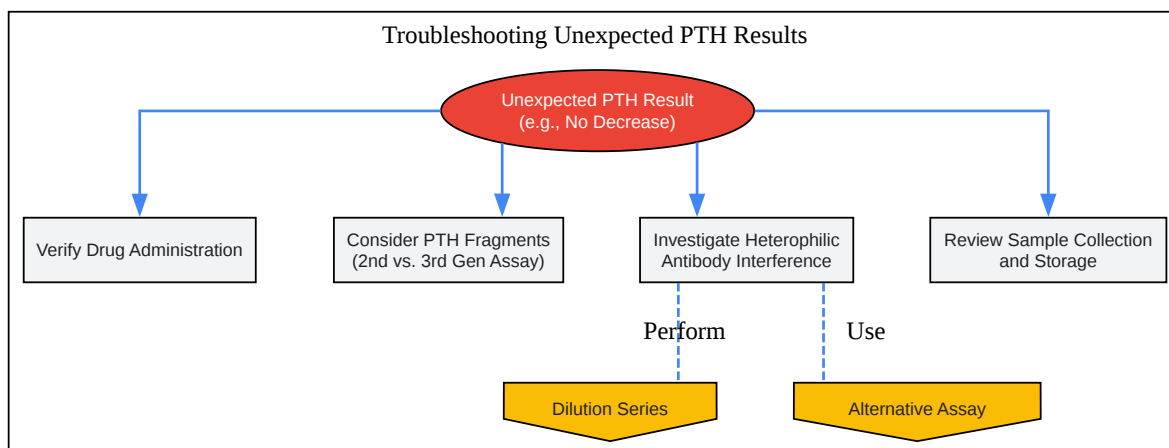 Troubleshooting Unexpected PTH Results
Unexpected PTH Result
(e.g., No Decrease)
Verify Drug Administration
Consider PTH Fragments
(2nd vs. 3rd Gen Assay)
Investigate Heterophilic
Antibody Interference
Review Sample Collection
and Storage
Perform
Use
Dilution Series
Alternative Assay